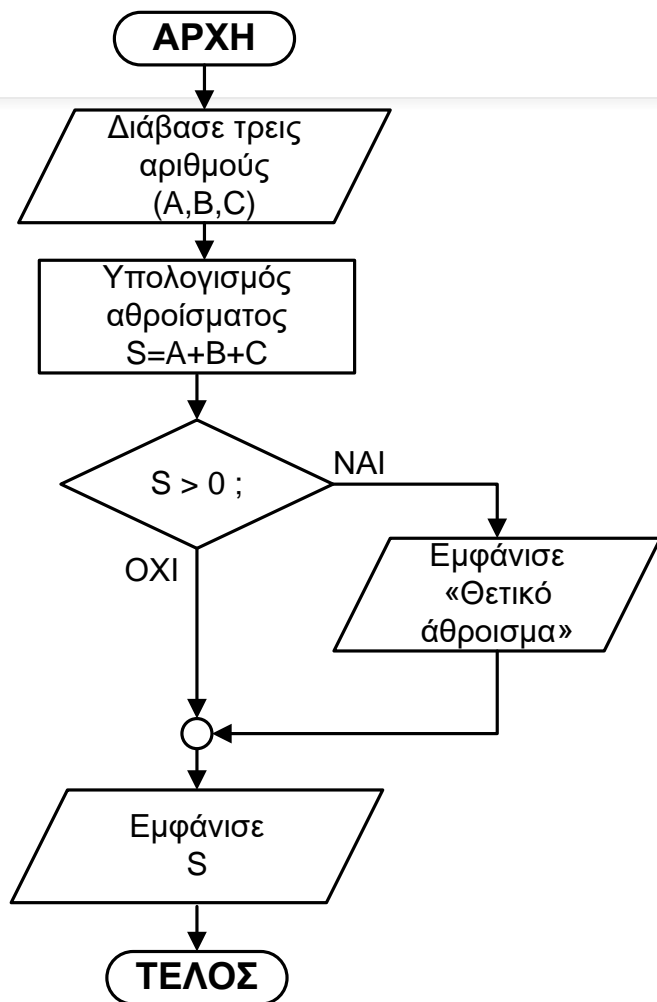 ΑΡΧΗ
Διάβασε τρεις
αριθμούς
(A,B,C)
Υπολογισμός
αθροίσματος
S=A+B+C
S > 0 ;
ΝΑΙ
ΟΧΙ
Εμφάνισε
«Θετικό
άθροισμα»
Εμφάνισε
S
ΤΕΛΟΣ